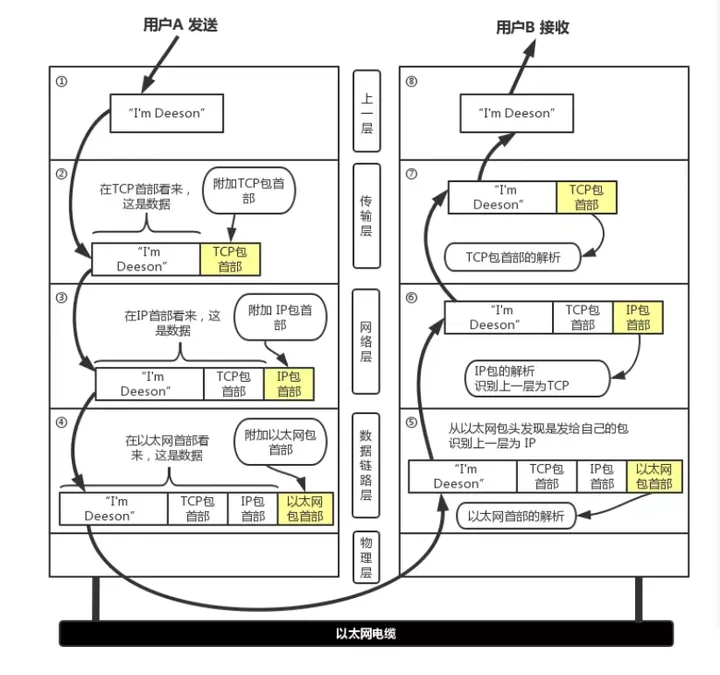 用户A 发送
用户B 接收
①
“I'm Deeson”
上
一
层
⑧
“I'm Deeson”
②
在TCP首部看来，
这是数据
附加TCP包首
部
“I'm
Deeson”
TCP包
首部
传
输
层
⑦
“I'm
Deeson”
TCP包
首部
TCP包首部的解析
③
在IP首部看来，这
是数据
附加 IP包首
部
“I'm
Deeson”
TCP包
首部
IP包
首部
网
络
层
⑥
“I'm
Deeson”
TCP包
首部
IP包
首部
IP包的解析
识别上一层为TCP
④
在以太网首部看
来，这是数据
附加以太网包
首部
“I'm
Deeson”
TCP包
首部
IP包
首部
以太网
包首部
数
据
链
路
层
⑤
从以太网包头发现是发给自己的包
识别上一层为 IP
“I'm
Deeson”
TCP包
首部
IP包
首部
以太网
包首部
以太网首部的解析
物
理
层
以太网电缆